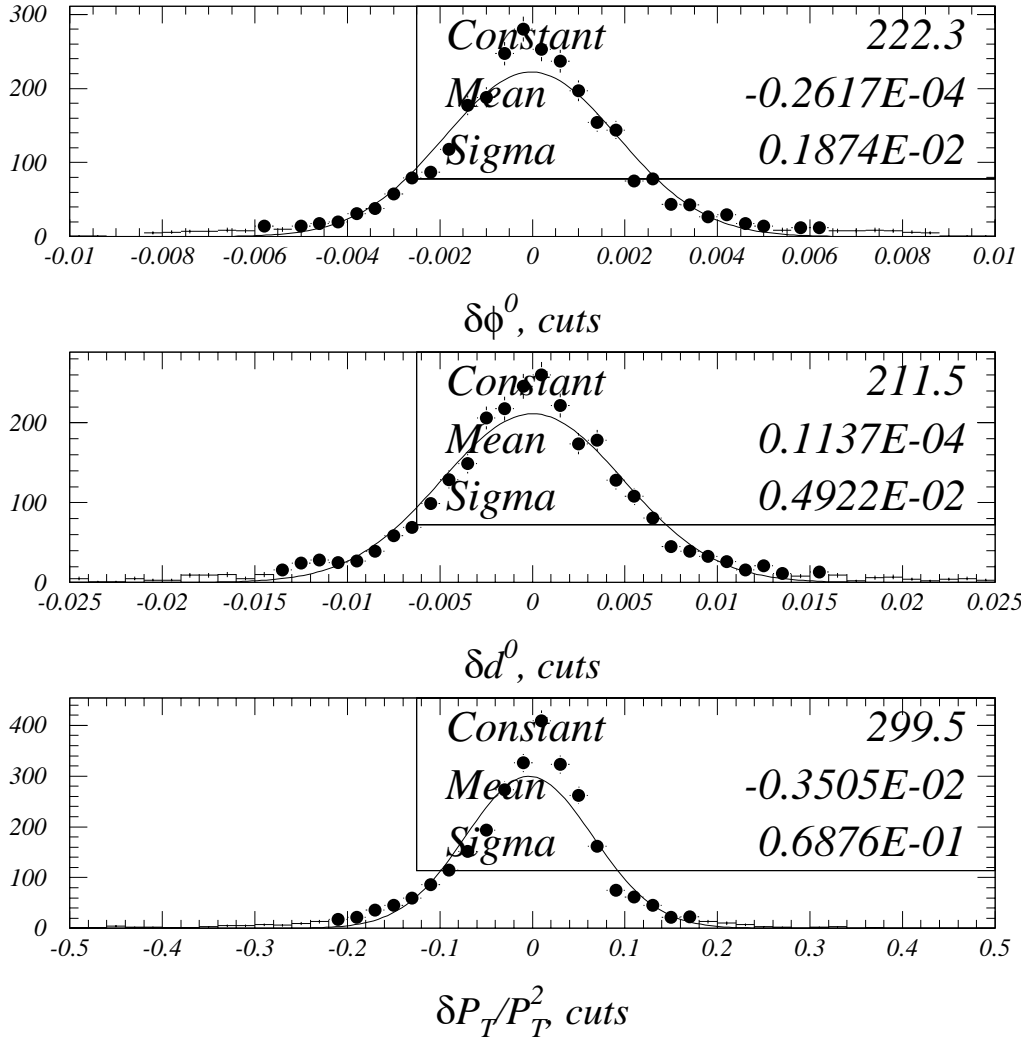 300
200
100
0
Constant 222.3
Mean -0.2617E-04
Sigma 0.1874E-02
-0.01 -0.008 -0.006 -0.004 -0.002 0 0.002 0.004 0.006 0.008 0.01
δϕ⁰, cuts
200
100
0
Constant 211.5
Mean 0.1137E-04
Sigma 0.4922E-02
-0.025 -0.02 -0.015 -0.01 -0.005 0 0.005 0.01 0.015 0.02 0.025
δd⁰, cuts
400
300
200
100
0
Constant 299.5
Mean -0.3505E-02
Sigma 0.6876E-01
-0.5 -0.4 -0.3 -0.2 -0.1 0 0.1 0.2 0.3 0.4 0.5
δP_T/P_T², cuts